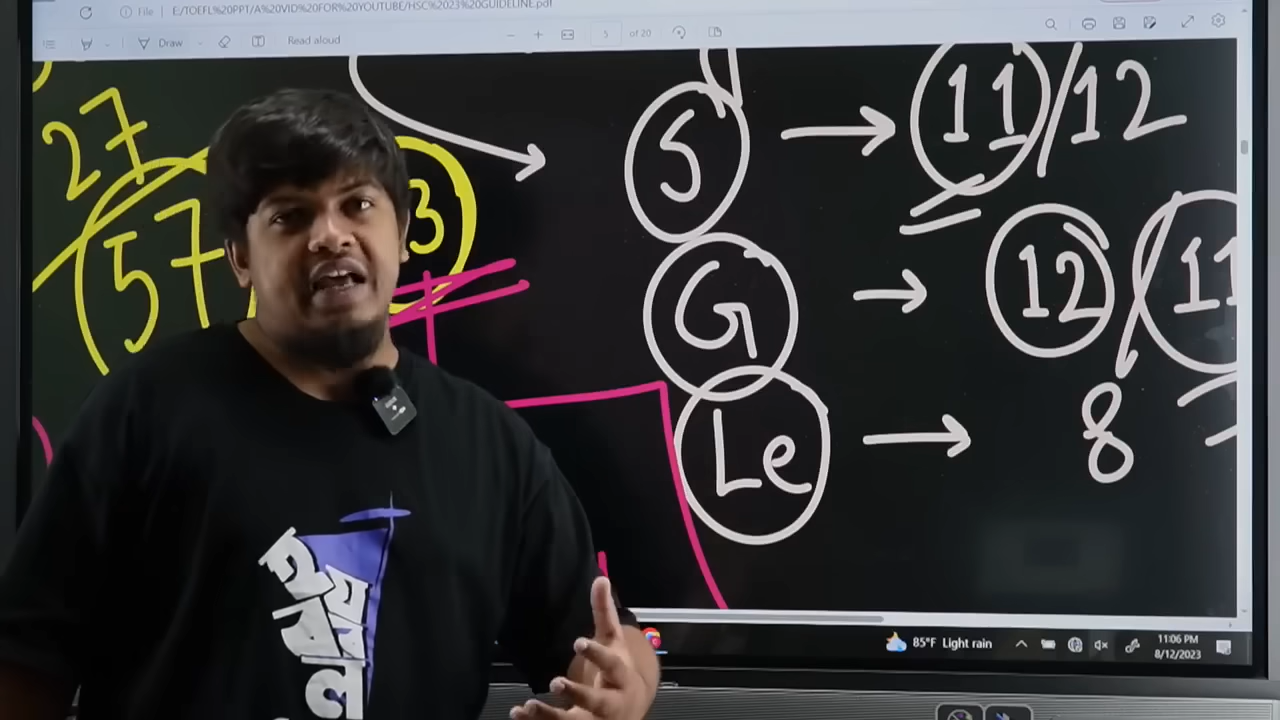 File E:/TOEFL%20PPT/A%20VID%20FOR%20YOUTUBE/HSC%2023%20GUIDELINE.pdf
Draw Read aloud 5 of 20
27
57 3
S → 11/12
G → 12/11
Le → 8
85°F Light rain
11:06 PM
8/12/2023